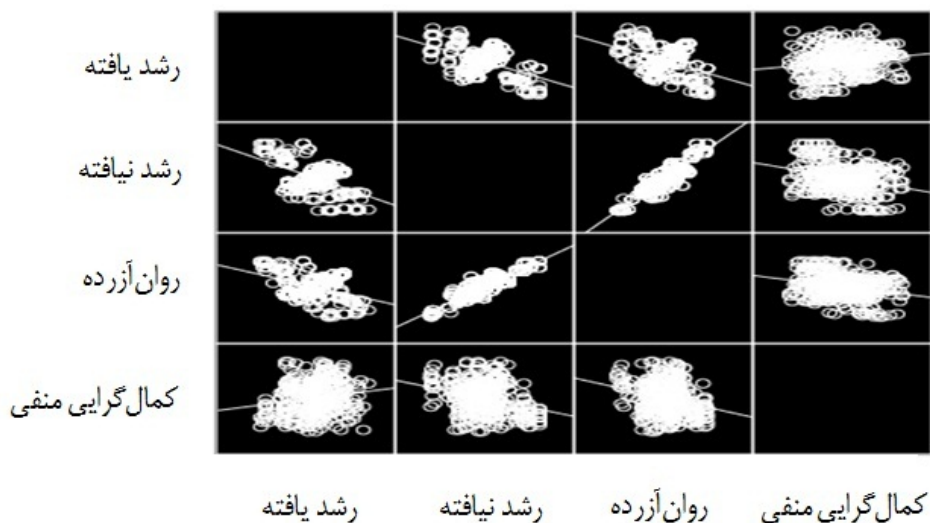 رشد یافته
رشد نیافته
روان‌آزرده
کمال‌گرایی منفی
رشد یافته رشد نیافته روان‌آزرده کمال‌گرایی منفی